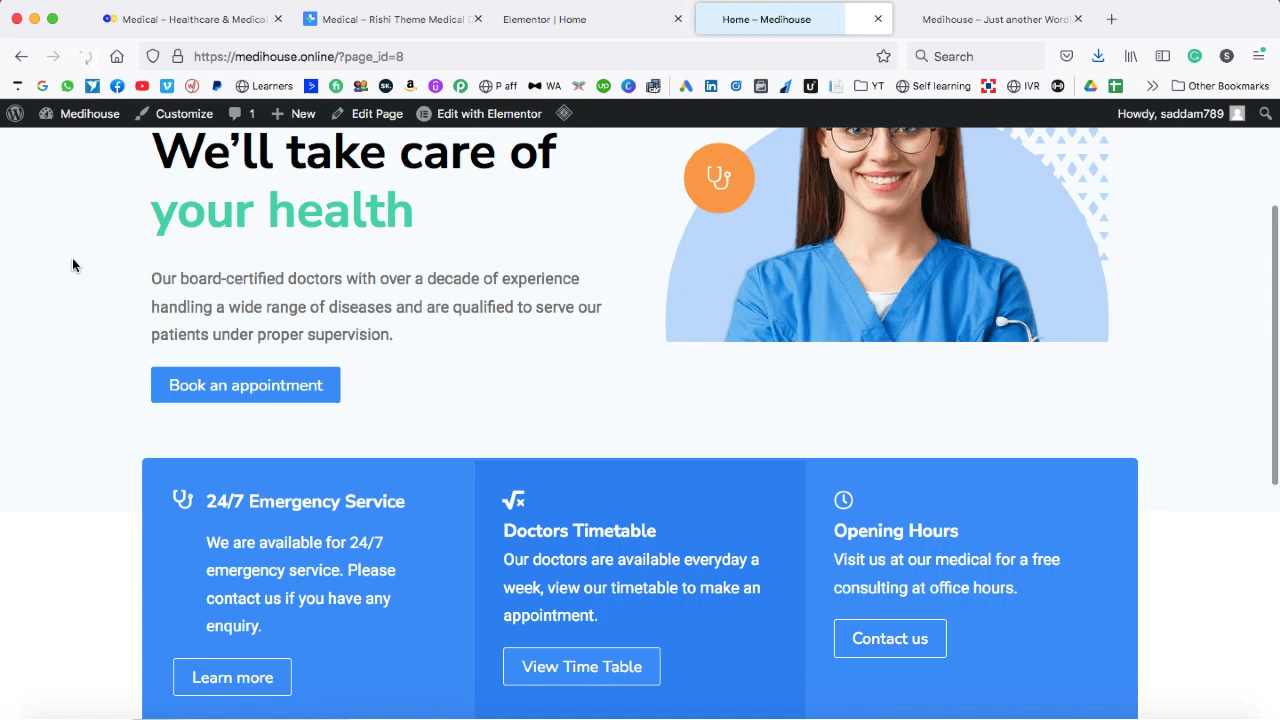 Medical – Healthcare & Medical
Medical – Rishi Theme Medical
Elementor | Home
Home – Medihouse
Medihouse – Just another Word
https://medihouse.online/?page_id=8
Search
Learners
P aff
WA
YT
Self learning
IVR
Other Bookmarks
Medihouse
Customize
1
New
Edit Page
Edit with Elementor
Howdy, saddam789
We'll take care of
your health
Our board-certified doctors with over a decade of experience
handling a wide range of diseases and are qualified to serve our
patients under proper supervision.
Book an appointment
24/7 Emergency Service
We are available for 24/7
emergency service. Please
contact us if you have any
enquiry.
Learn more
Doctors Timetable
Our doctors are available everyday a
week, view our timetable to make an
appointment.
View Time Table
Opening Hours
Visit us at our medical for a free
consulting at office hours.
Contact us